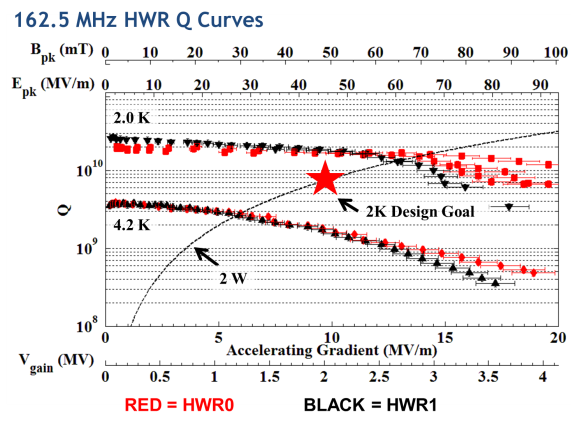 162.5 MHz HWR Q Curves
B pk (mT) 0 10 20 30 40 50 60 70 80 90 100
E pk (MV/m) 0 10 20 30 40 50 60 70 80 90
2.0 K
10^10
Q
2K Design Goal
4.2 K
10^9
2 W
10^8
0 5 10 15 20
Accelerating Gradient (MV/m)
V gain (MV) 0 0.5 1 1.5 2 2.5 3 3.5 4
RED = HWR0 BLACK = HWR1